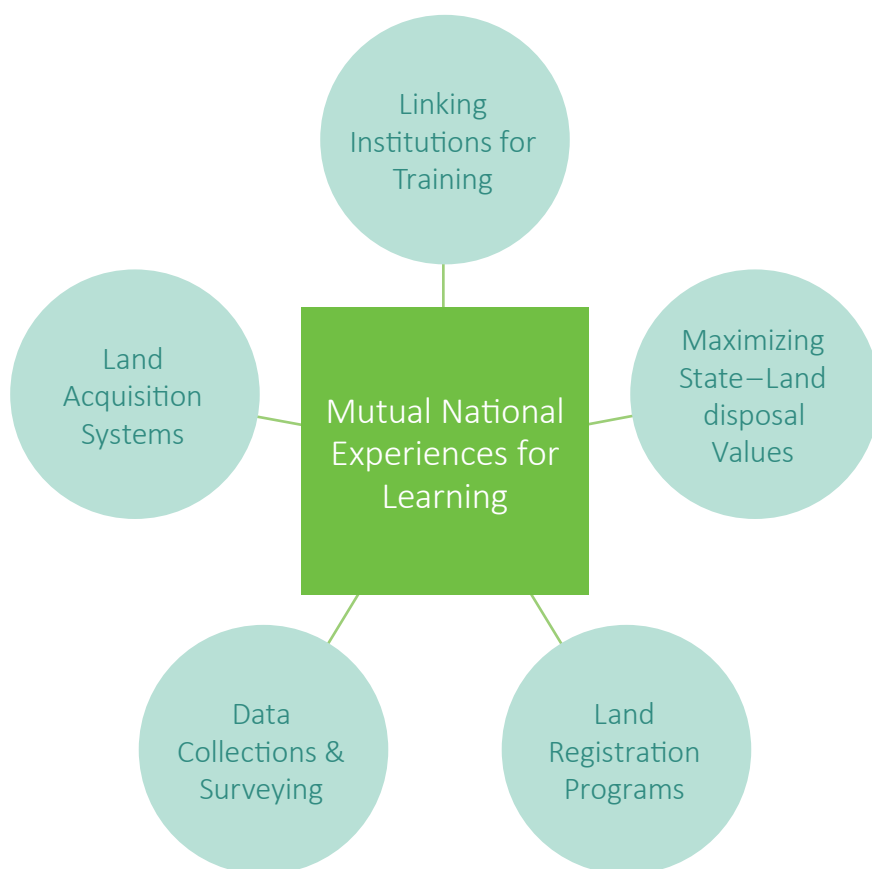 Linking
Institutions for
Training
Maximizing
State–Land
disposal
Values
Land
Registration
Programs
Data
Collections &
Surveying
Land
Acquisition
Systems
Mutual National
Experiences for
Learning